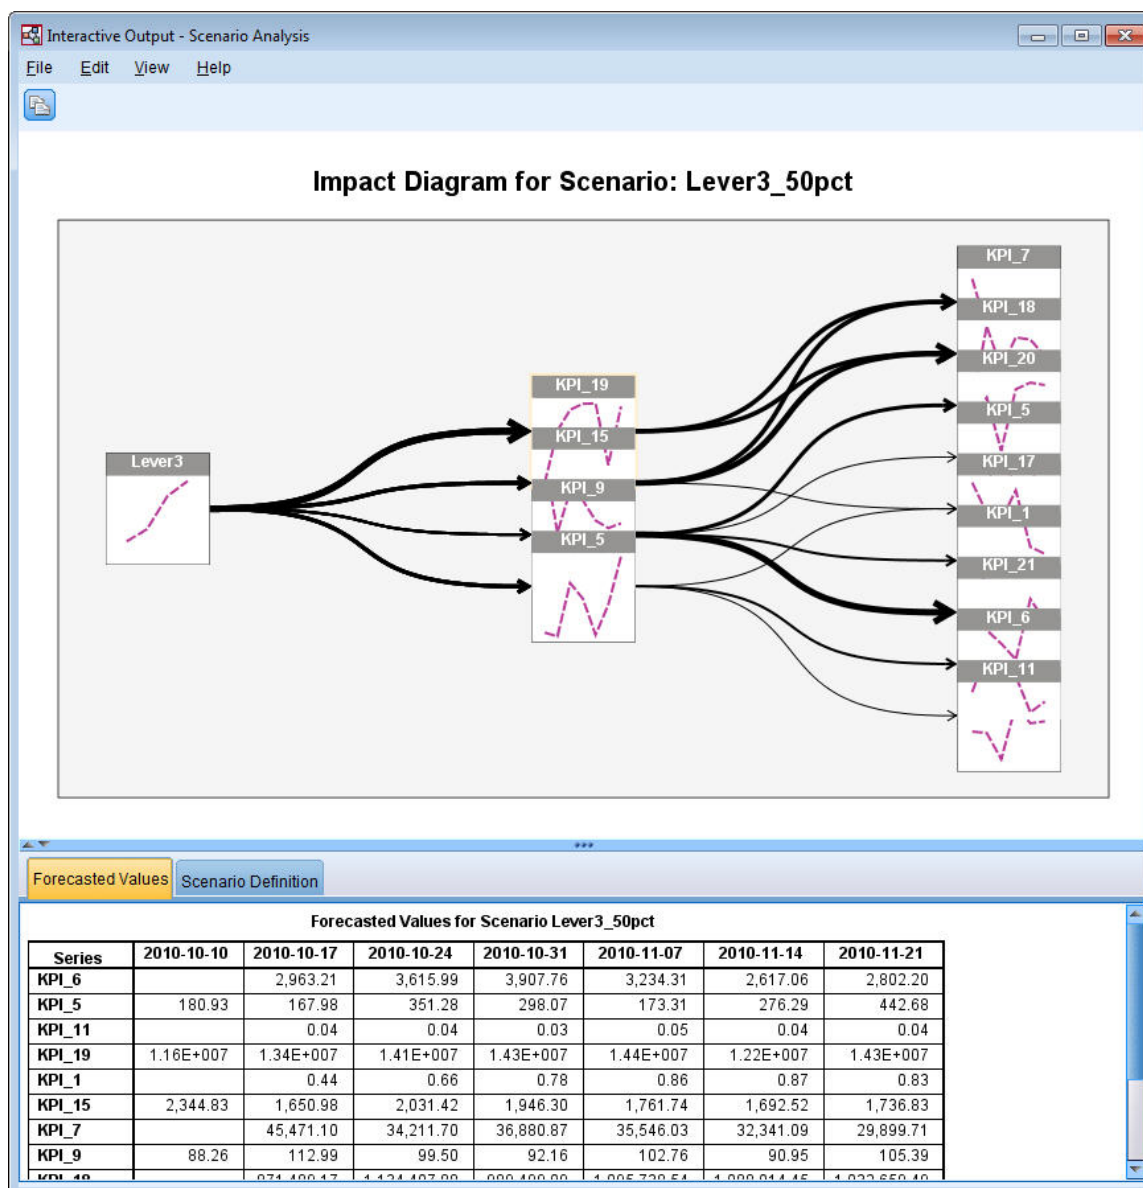 Interactive Output - Scenario Analysis
File Edit View Help
Impact Diagram for Scenario: Lever3_50pct
Lever3
KPI_19
KPI_15
KPI_9
KPI_5
KPI_7
KPI_18
KPI_20
KPI_5
KPI_17
KPI_1
KPI_21
KPI_6
KPI_11
Forecasted Values Scenario Definition
Forecasted Values for Scenario Lever3_50pct
Series 2010-10-10 2010-10-17 2010-10-24 2010-10-31 2010-11-07 2010-11-14 2010-11-21
KPI_6 2,963.21 3,615.99 3,907.76 3,234.31 2,617.06 2,802.20
KPI_5 180.93 167.98 351.28 298.07 173.31 276.29 442.68
KPI_11 0.04 0.04 0.03 0.05 0.04 0.04
KPI_19 1.16E+007 1.34E+007 1.41E+007 1.43E+007 1.44E+007 1.22E+007 1.43E+007
KPI_1 0.44 0.66 0.78 0.86 0.87 0.83
KPI_15 2,344.83 1,650.98 2,031.42 1,946.30 1,761.74 1,692.52 1,736.83
KPI_7 45,471.10 34,211.70 36,880.87 35,546.03 32,341.09 29,899.71
KPI_9 88.26 112.99 99.50 92.16 102.76 90.95 105.39
KPI_18